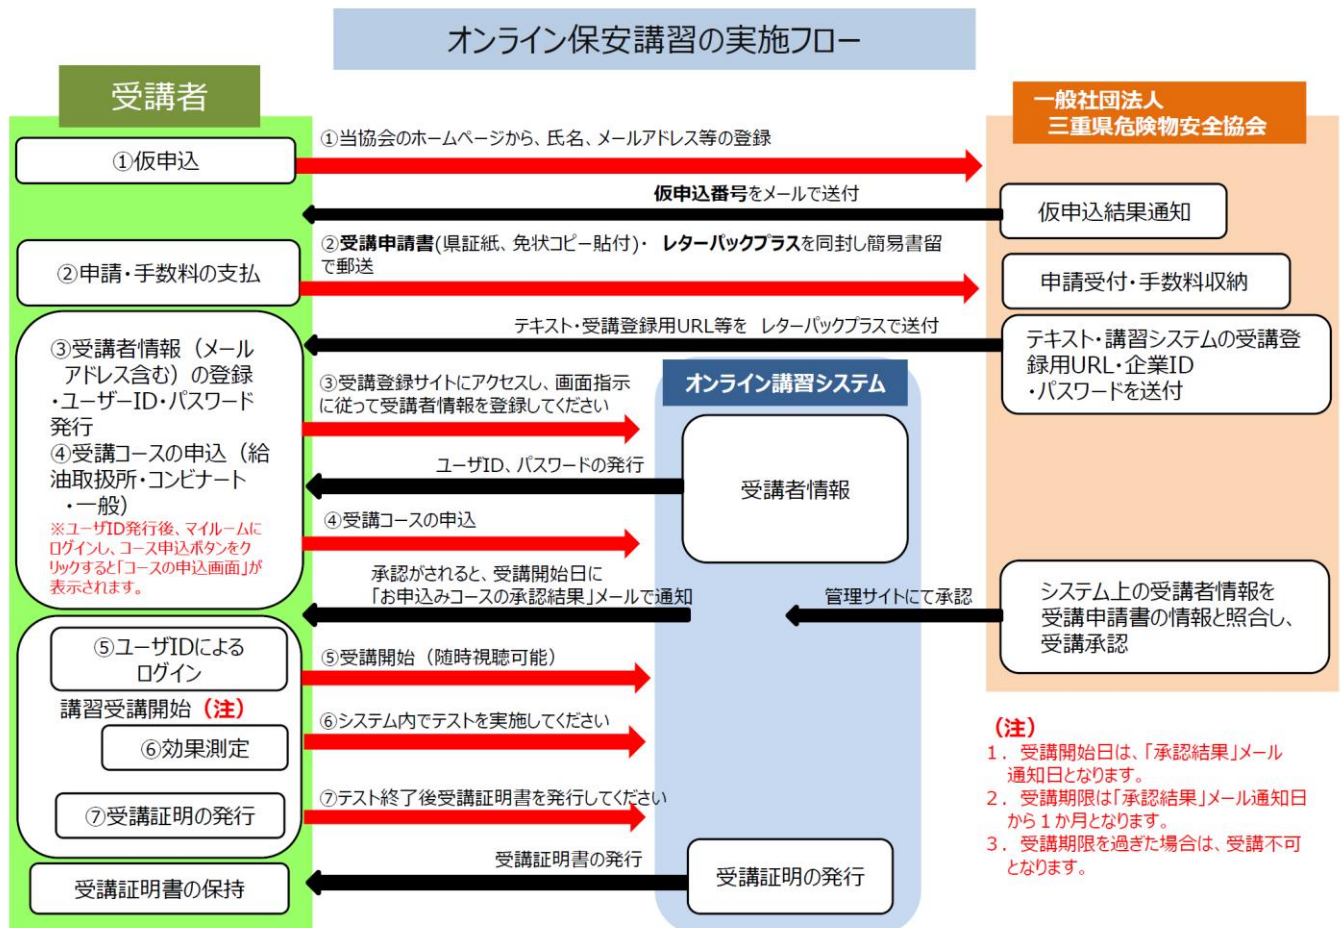 オンライン保安講習の実施フロー
受講者
一般社団法人
三重県危険物安全協会
①仮申込
①当協会のホームページから、氏名、メールアドレス等の登録
仮申込番号をメールで送付
仮申込結果通知
②申請・手数料の支払
②受講申請書(県証紙、免状コピー貼付)・ レターパックプラスを同封し簡易書留
で郵送
申請受付・手数料収納
テキスト・受講登録用URL等を レターパックプラスで送付
テキスト・講習システムの受講登
録用URL・企業ID
・パスワードを送付
③受講者情報（メール
アドレス含む）の登録
・ユーザーID・パスワード
発行
④受講コースの申込（給
油取扱所・コンビナート
・一般）
※ユーザID発行後、マイルームに
ログインし、コース申込ボタンをク
リックすると「コースの申込画面」が
表示されます。
③受講登録サイトにアクセスし、画面指示
に従って受講者情報を登録してください
オンライン講習システム
受講者情報
ユーザID、パスワードの発行
④受講コースの申込
承認がされると、受講開始日に
「お申込みコースの承認結果」メールで通知
管理サイトにて承認
システム上の受講者情報を
受講申請書の情報と照合し、
受講承認
⑤ユーザIDによる
ログイン
⑤受講開始（随時視聴可能）
講習受講開始（注）
⑥効果測定
⑥システム内でテストを実施してください
⑦受講証明の発行
⑦テスト終了後受講証明書を発行してください
受講証明書の発行
受講証明の発行
受講証明書の保持
（注）
１．受講開始日は、「承認結果」メール
通知日となります。
２．受講期限は「承認結果」メール通知日
から１か月となります。
３．受講期限を過ぎた場合は、受講不可
となります。